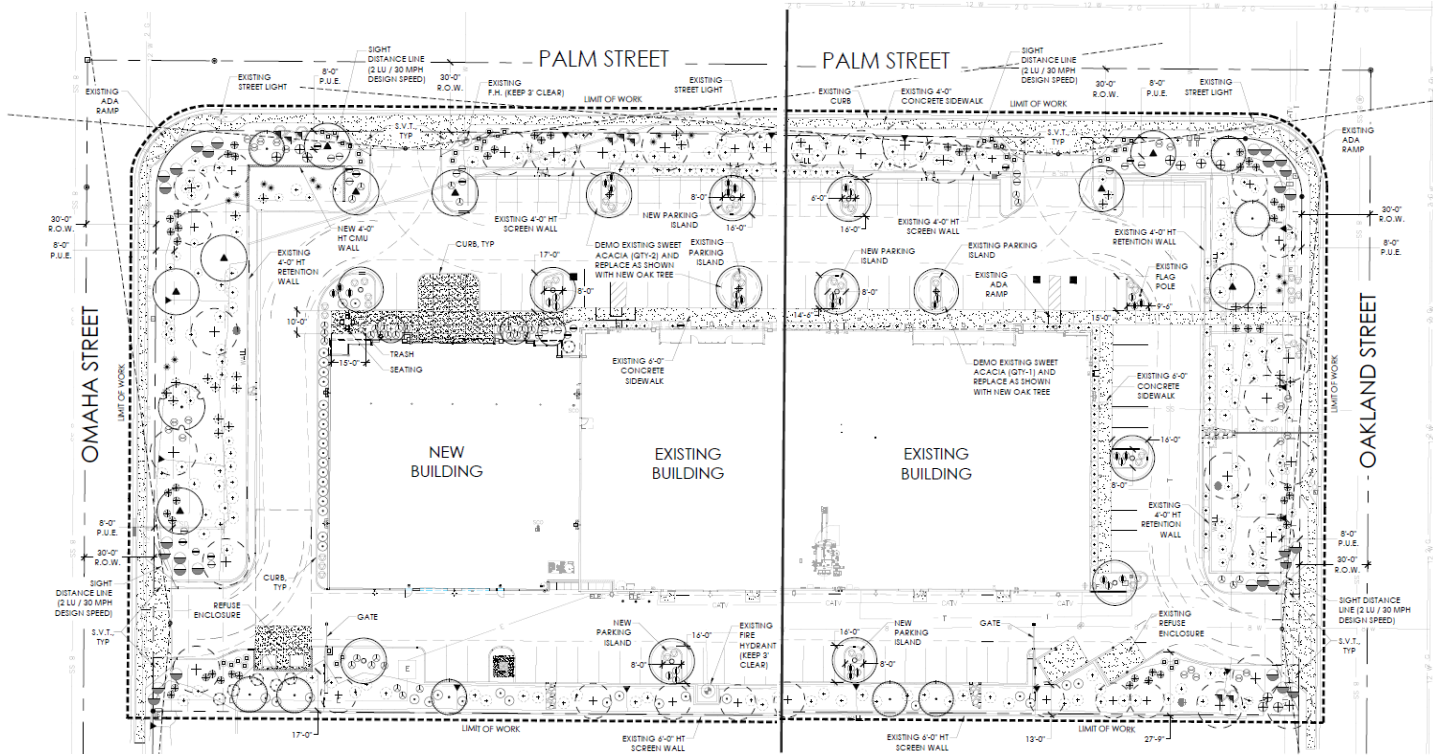 PALM STREET
PALM STREET
SIGHT
DISTANCE LINE
(2 LU / 30 MPH
DESIGN SPEED)
8'-0"
P.U.E.
30'-0"
R.O.W.
EXISTING
STREET LIGHT
EXISTING
ADA
RAMP
EXISTING
F.H. (KEEP 3' CLEAR)
LIMIT OF WORK
EXISTING
STREET LIGHT
EXISTING
CURB
EXISTING 4'-0"
CONCRETE SIDEWALK
SIGHT
DISTANCE LINE
(2 LU / 30 MPH
DESIGN SPEED)
LIMIT OF WORK
30'-0"
R.O.W.
8'-0"
P.U.E.
EXISTING
STREET LIGHT
EXISTING
ADA
RAMP
S.V.T.
TYP
S.V.T.
TYP
30'-0"
R.O.W.
8'-0"
P.U.E.
NEW 4'-0"
HT CMU
WALL
EXISTING
4'-0" HT
RETENTION
WALL
CURB, TYP
EXISTING 4'-0" HT
SCREEN WALL
8'-0"
NEW PARKING
ISLAND
16'-0"
6'-0"
16'-0"
EXISTING 4'-0" HT
SCREEN WALL
EXISTING 4'-0" HT
RETENTION WALL
30'-0"
R.O.W.
8'-0"
P.U.E.
17'-0"
8'-0"
DEMO EXISTING SWEET
ACACIA (QTY-2) AND
REPLACE AS SHOWN
WITH NEW OAK TREE
EXISTING
PARKING
ISLAND
NEW PARKING
ISLAND
8'-0"
14'-6"
EXISTING PARKING
ISLAND
EXISTING
ADA
RAMP
EXISTING
FLAG
POLE
9'-6"
15'-0"
10'-0"
15'-0"
TRASH
SEATING
EXISTING 6'-0"
CONCRETE
SIDEWALK
DEMO EXISTING SWEET
ACACIA (QTY-1) AND
REPLACE AS SHOWN
WITH NEW OAK TREE
EXISTING 6'-0"
CONCRETE
SIDEWALK
OMAHA STREET
LIMIT OF WORK
LIMIT OF WORK
OAKLAND STREET
NEW
BUILDING
EXISTING
BUILDING
EXISTING
BUILDING
16'-0"
8'-0"
EXISTING
4'-0" HT
RETENTION
WALL
8'-0"
P.U.E.
30'-0"
R.O.W.
SIGHT
DISTANCE LINE
(2 LU / 30 MPH
DESIGN SPEED)
S.V.T.
TYP
CURB,
TYP
REFUSE
ENCLOSURE
GATE
E
ELE
CATV
CATV
CATV
CATV
NEW
PARKING
ISLAND
16'-0"
8'-0"
EXISTING
FIRE
HYDRANT
(KEEP 3'
CLEAR)
16'-0"
NEW
PARKING
ISLAND
8'-0"
GATE
EXISTING
REFUSE
ENCLOSURE
8'-0"
P.U.E.
30'-0"
R.O.W.
SIGHT DISTANCE
LINE (2 LU / 30 MPH
DESIGN SPEED)
S.V.T.
TYP
17'-0"
LIMIT OF WORK
EXISTING 6'-0" HT
SCREEN WALL
EXISTING 6'-0" HT
SCREEN WALL
13'-0"
LIMIT OF WORK
27'-9"